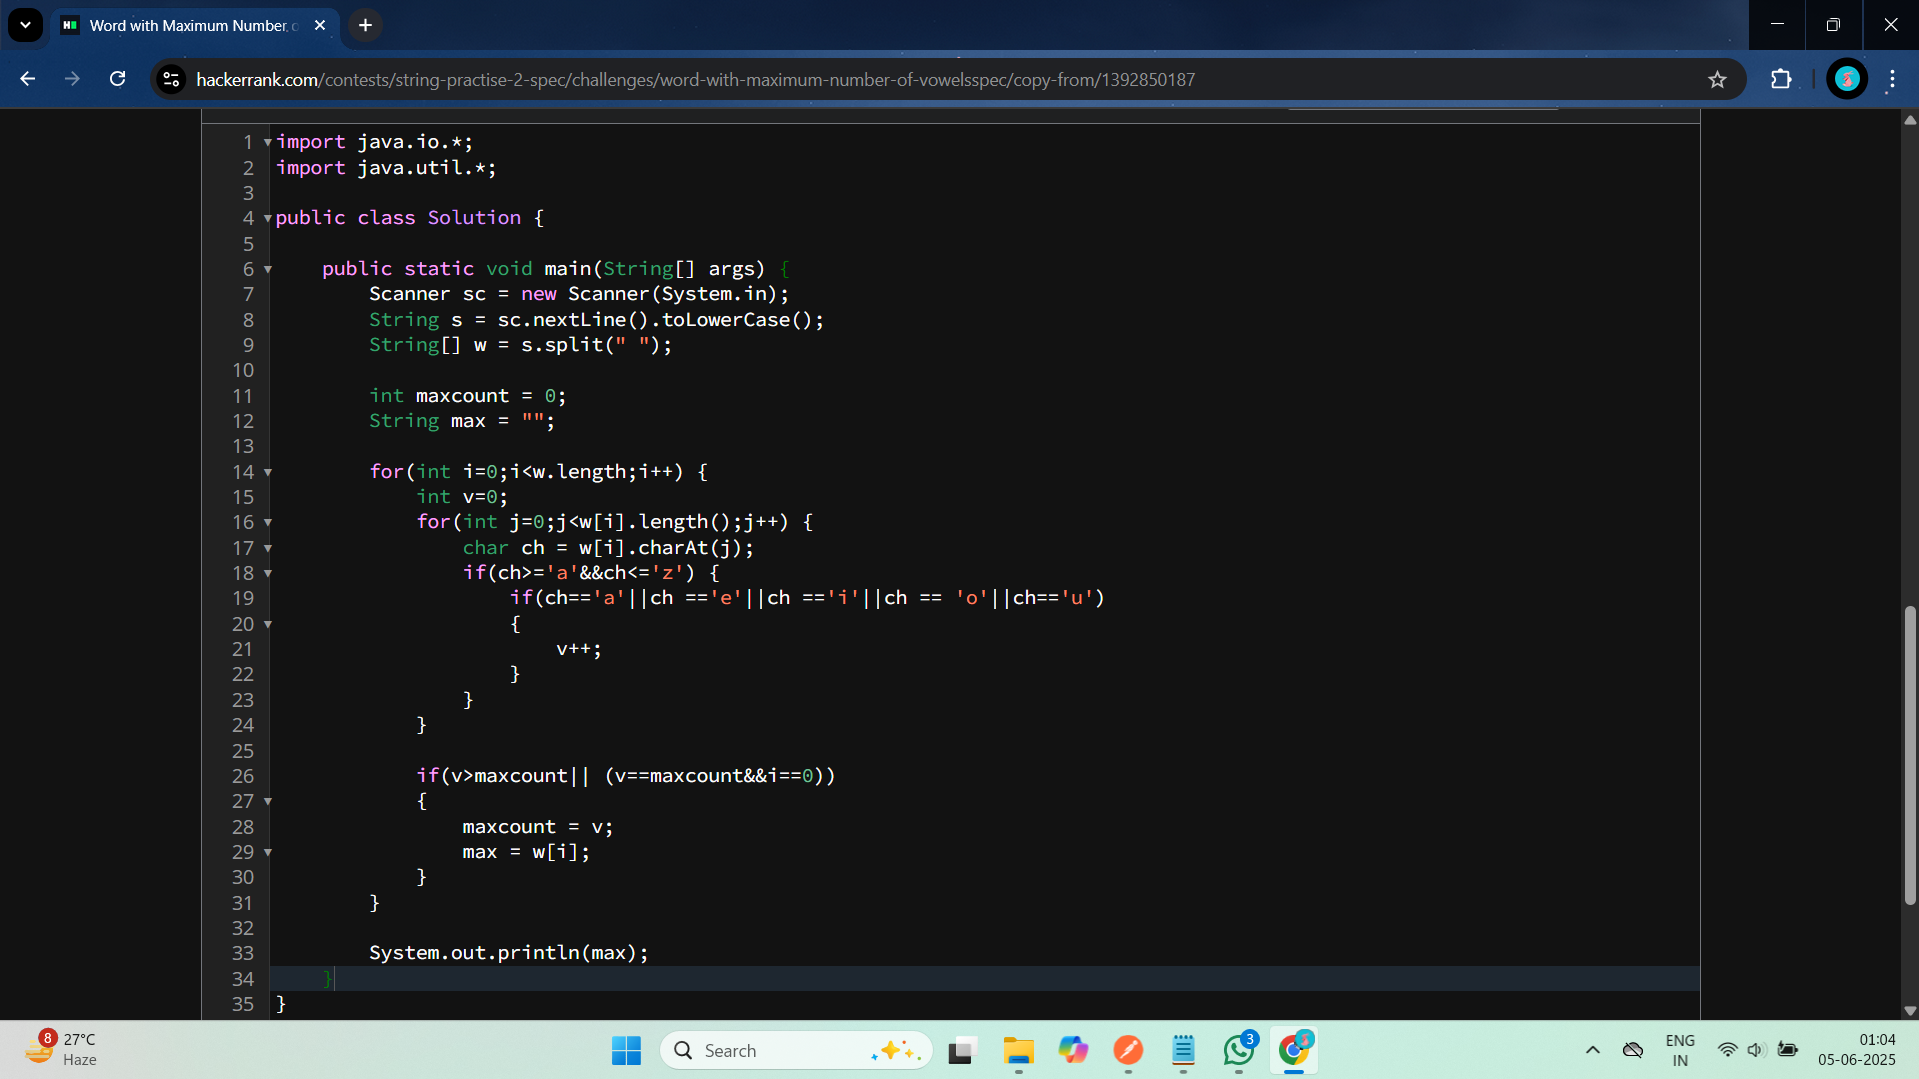 Word with Maximum Number o
hackerrank.com/contests/string-practise-2-spec/challenges/word-with-maximum-number-of-vowelsspec/copy-from/1392850187
1 import java.io.*;
2 import java.util.*;
3
4 public class Solution {
5
6 public static void main(String[] args) {
7 Scanner sc = new Scanner(System.in);
8 String s = sc.nextLine().toLowerCase();
9 String[] w = s.split(" ");
10
11 int maxcount = 0;
12 String max = "";
13
14 for(int i=0;i<w.length;i++) {
15 int v=0;
16 for(int j=0;j<w[i].length();j++) {
17 char ch = w[i].charAt(j);
18 if(ch>='a'&&ch<='z') {
19 if(ch=='a'||ch =='e'||ch =='i'||ch == 'o'||ch=='u')
20 {
21 v++;
22 }
23 }
24 }
25
26 if(v>maxcount|| (v==maxcount&&i==0))
27 {
28 maxcount = v;
29 max = w[i];
30 }
31 }
32
33 System.out.println(max);
34 }
35 }
8
27°C
Haze
Search
3
ENG
IN
01:04
05-06-2025